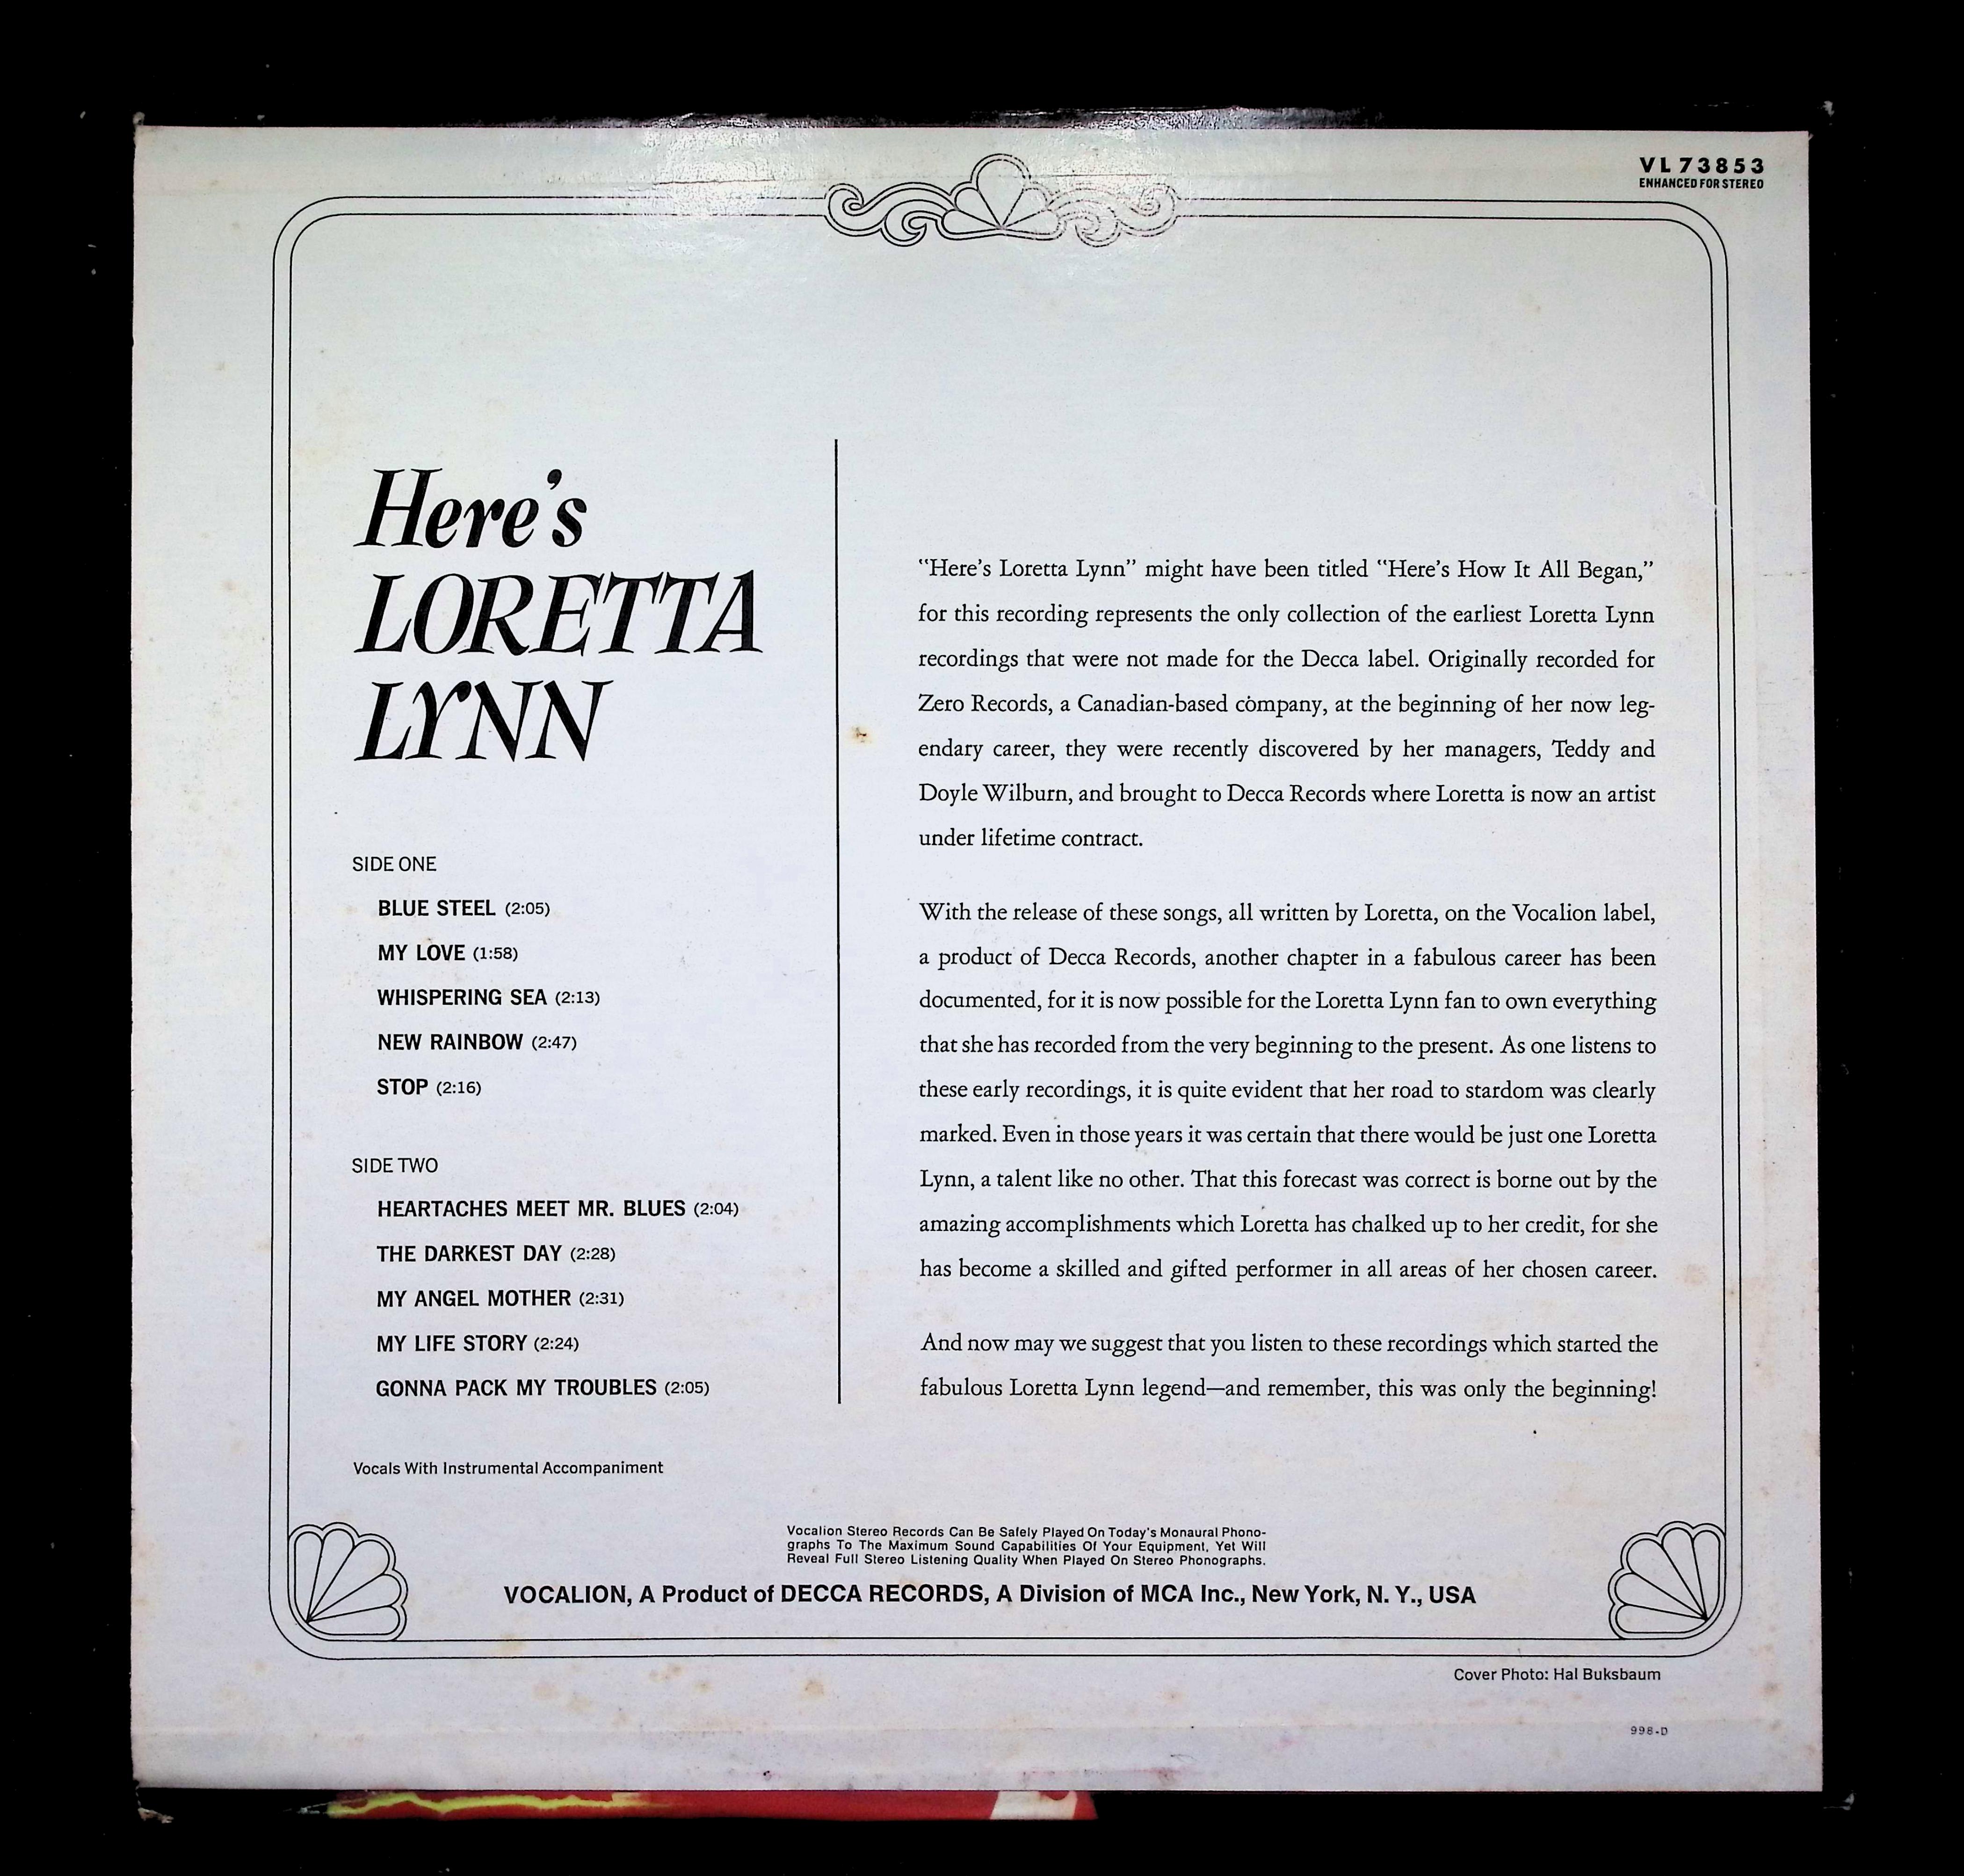 VL 73853
ENHANCED FOR STEREO
Here's
LORETTA
LYNN
SIDE ONE
BLUE STEEL (2:05)
MY LOVE (1:58)
WHISPERING SEA (2:13)
NEW RAINBOW (2:47)
STOP (2:16)
SIDE TWO
HEARTACHES MEET MR. BLUES (2:04)
THE DARKEST DAY (2:28)
MY ANGEL MOTHER (2:31)
MY LIFE STORY (2:24)
GONNA PACK MY TROUBLES (2:05)
Vocals With Instrumental Accompaniment
“Here’s Loretta Lynn” might have been titled “Here’s How It All Began,”
for this recording represents the only collection of the earliest Loretta Lynn
recordings that were not made for the Decca label. Originally recorded for
Zero Records, a Canadian-based company, at the beginning of her now leg-
endary career, they were recently discovered by her managers, Teddy and
Doyle Wilburn, and brought to Decca Records where Loretta is now an artist
under lifetime contract.
With the release of these songs, all written by Loretta, on the Vocalion label,
a product of Decca Records, another chapter in a fabulous career has been
documented, for it is now possible for the Loretta Lynn fan to own everything
that she has recorded from the very beginning to the present. As one listens to
these early recordings, it is quite evident that her road to stardom was clearly
marked. Even in those years it was certain that there would be just one Loretta
Lynn, a talent like no other. That this forecast was correct is borne out by the
amazing accomplishments which Loretta has chalked up to her credit, for she
has become a skilled and gifted performer in all areas of her chosen career.
And now may we suggest that you listen to these recordings which started the
fabulous Loretta Lynn legend—and remember, this was only the beginning!
Vocalion Stereo Records Can Be Safely Played On Today's Monaural Phono-
graphs To The Maximum Sound Capabilities Of Your Equipment, Yet Will
Reveal Full Stereo Listening Quality When Played On Stereo Phonographs.
VOCALION, A Product of DECCA RECORDS, A Division of MCA Inc., New York, N. Y., USA
Cover Photo: Hal Buksbaum
998-D